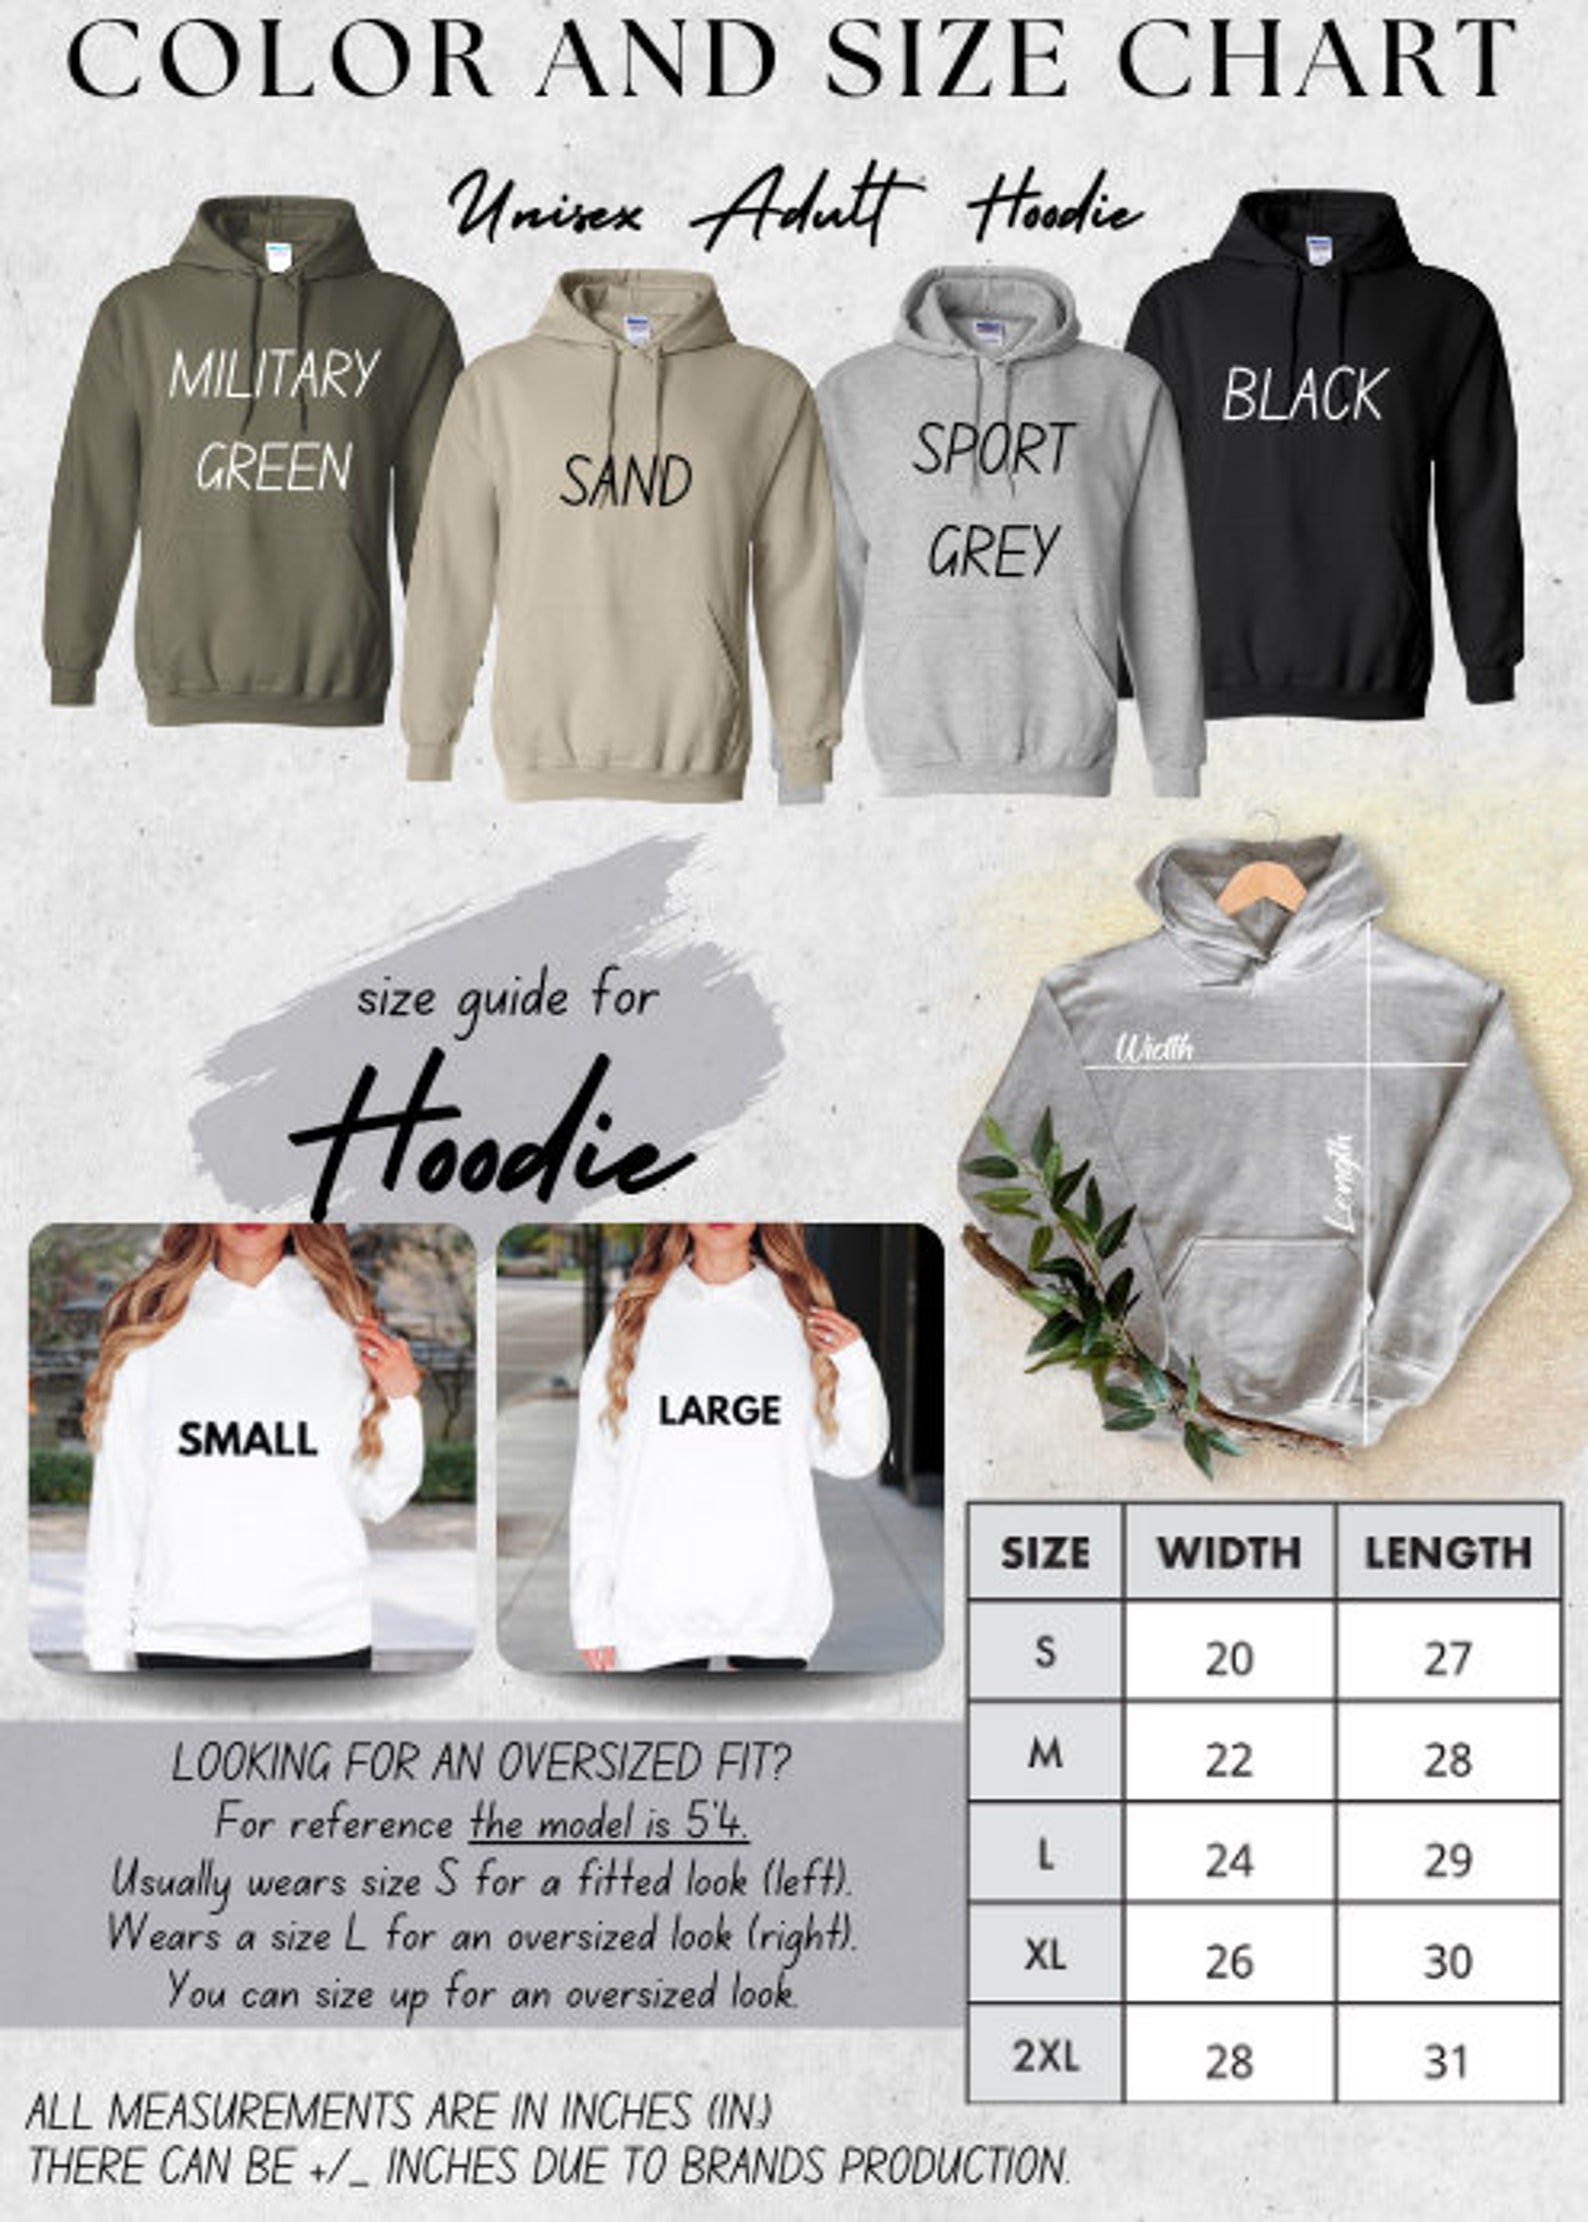 COLOR AND SIZE CHART
Unisex Adult Hoodie
MILITARY
GREEN
SAND
SPORT
GREY
BLACK
size guide for
Hoodie
Width
Length
SMALL
LARGE
SIZE WIDTH LENGTH
S 20 27
M 22 28
L 24 29
XL 26 30
2XL 28 31
LOOKING FOR AN OVERSIZED FIT?
For reference the model is 5'4.
Usually wears size S for a fitted look (left).
Wears a size L for an oversized look (right).
You can size up for an oversized look.
ALL MEASUREMENTS ARE IN INCHES (IN.)
THERE CAN BE +/_ INCHES DUE TO BRANDS PRODUCTION.